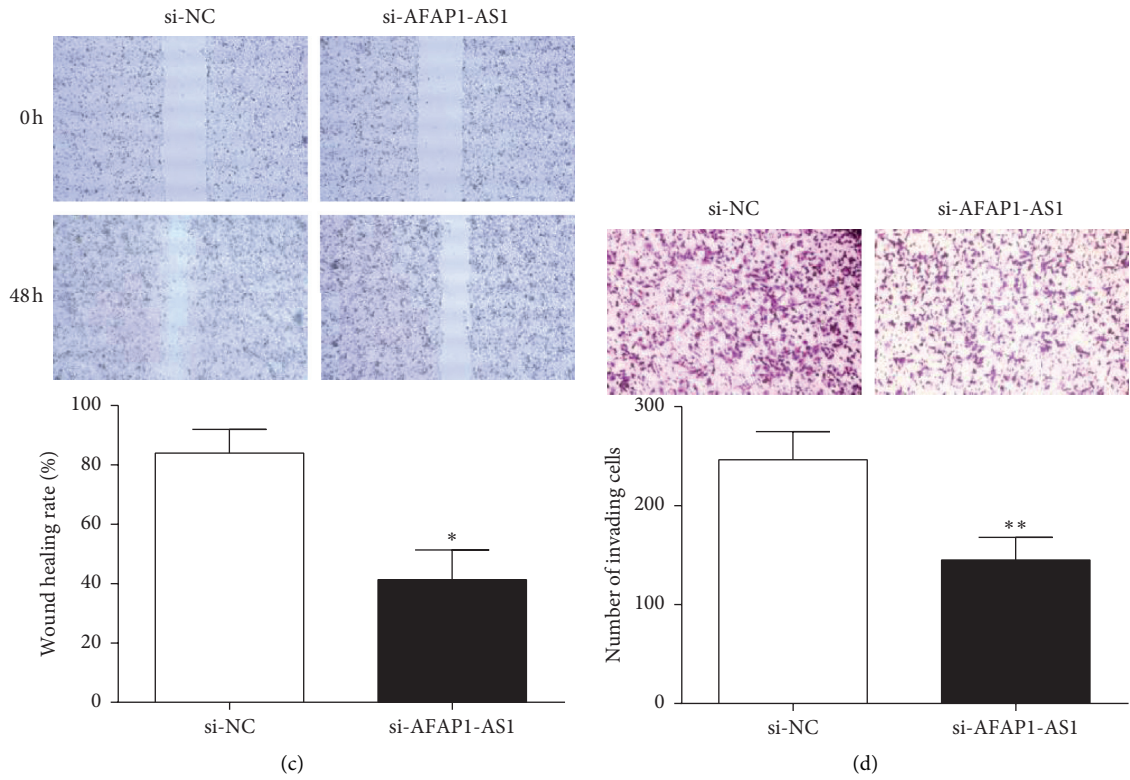 si-NC
si-AFAP1-AS1
0 h
48 h
100
80
60
40
20
0
Wound healing rate (%)
*
si-NC
si-AFAP1-AS1
(c)
si-NC
si-AFAP1-AS1
300
200
100
0
Number of invading cells
**
si-NC
si-AFAP1-AS1
(d)